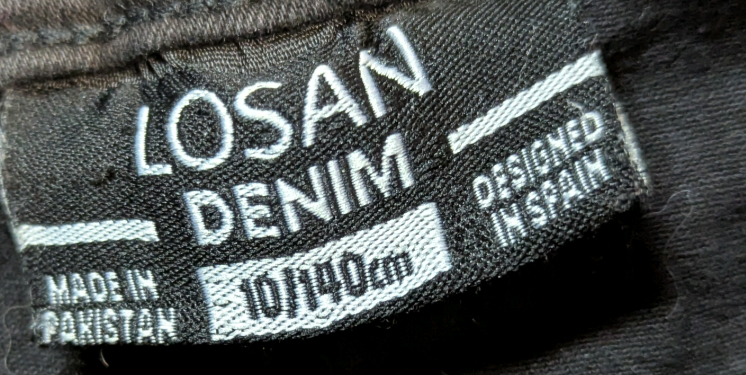 LOSAN
DENIM
MADE IN
PAKISTAN
10/140cm
DESIGNED
IN SPAIN